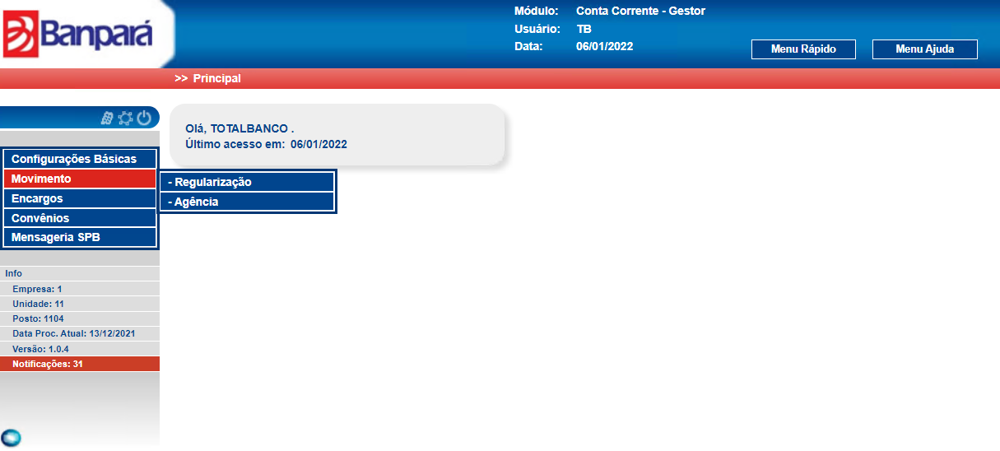 Banpará
Módulo: Conta Corrente - Gestor
Usuário: TB
Data: 06/01/2022
Menu Rápido
Menu Ajuda
>> Principal
Olá, TOTALBANCO .
Último acesso em: 06/01/2022
Configurações Básicas
Movimento
Encargos
Convênios
Mensageria SPB
- Regularização
- Agência
Info
Empresa: 1
Unidade: 11
Posto: 1104
Data Proc. Atual: 13/12/2021
Versão: 1.0.4
Notificações: 31